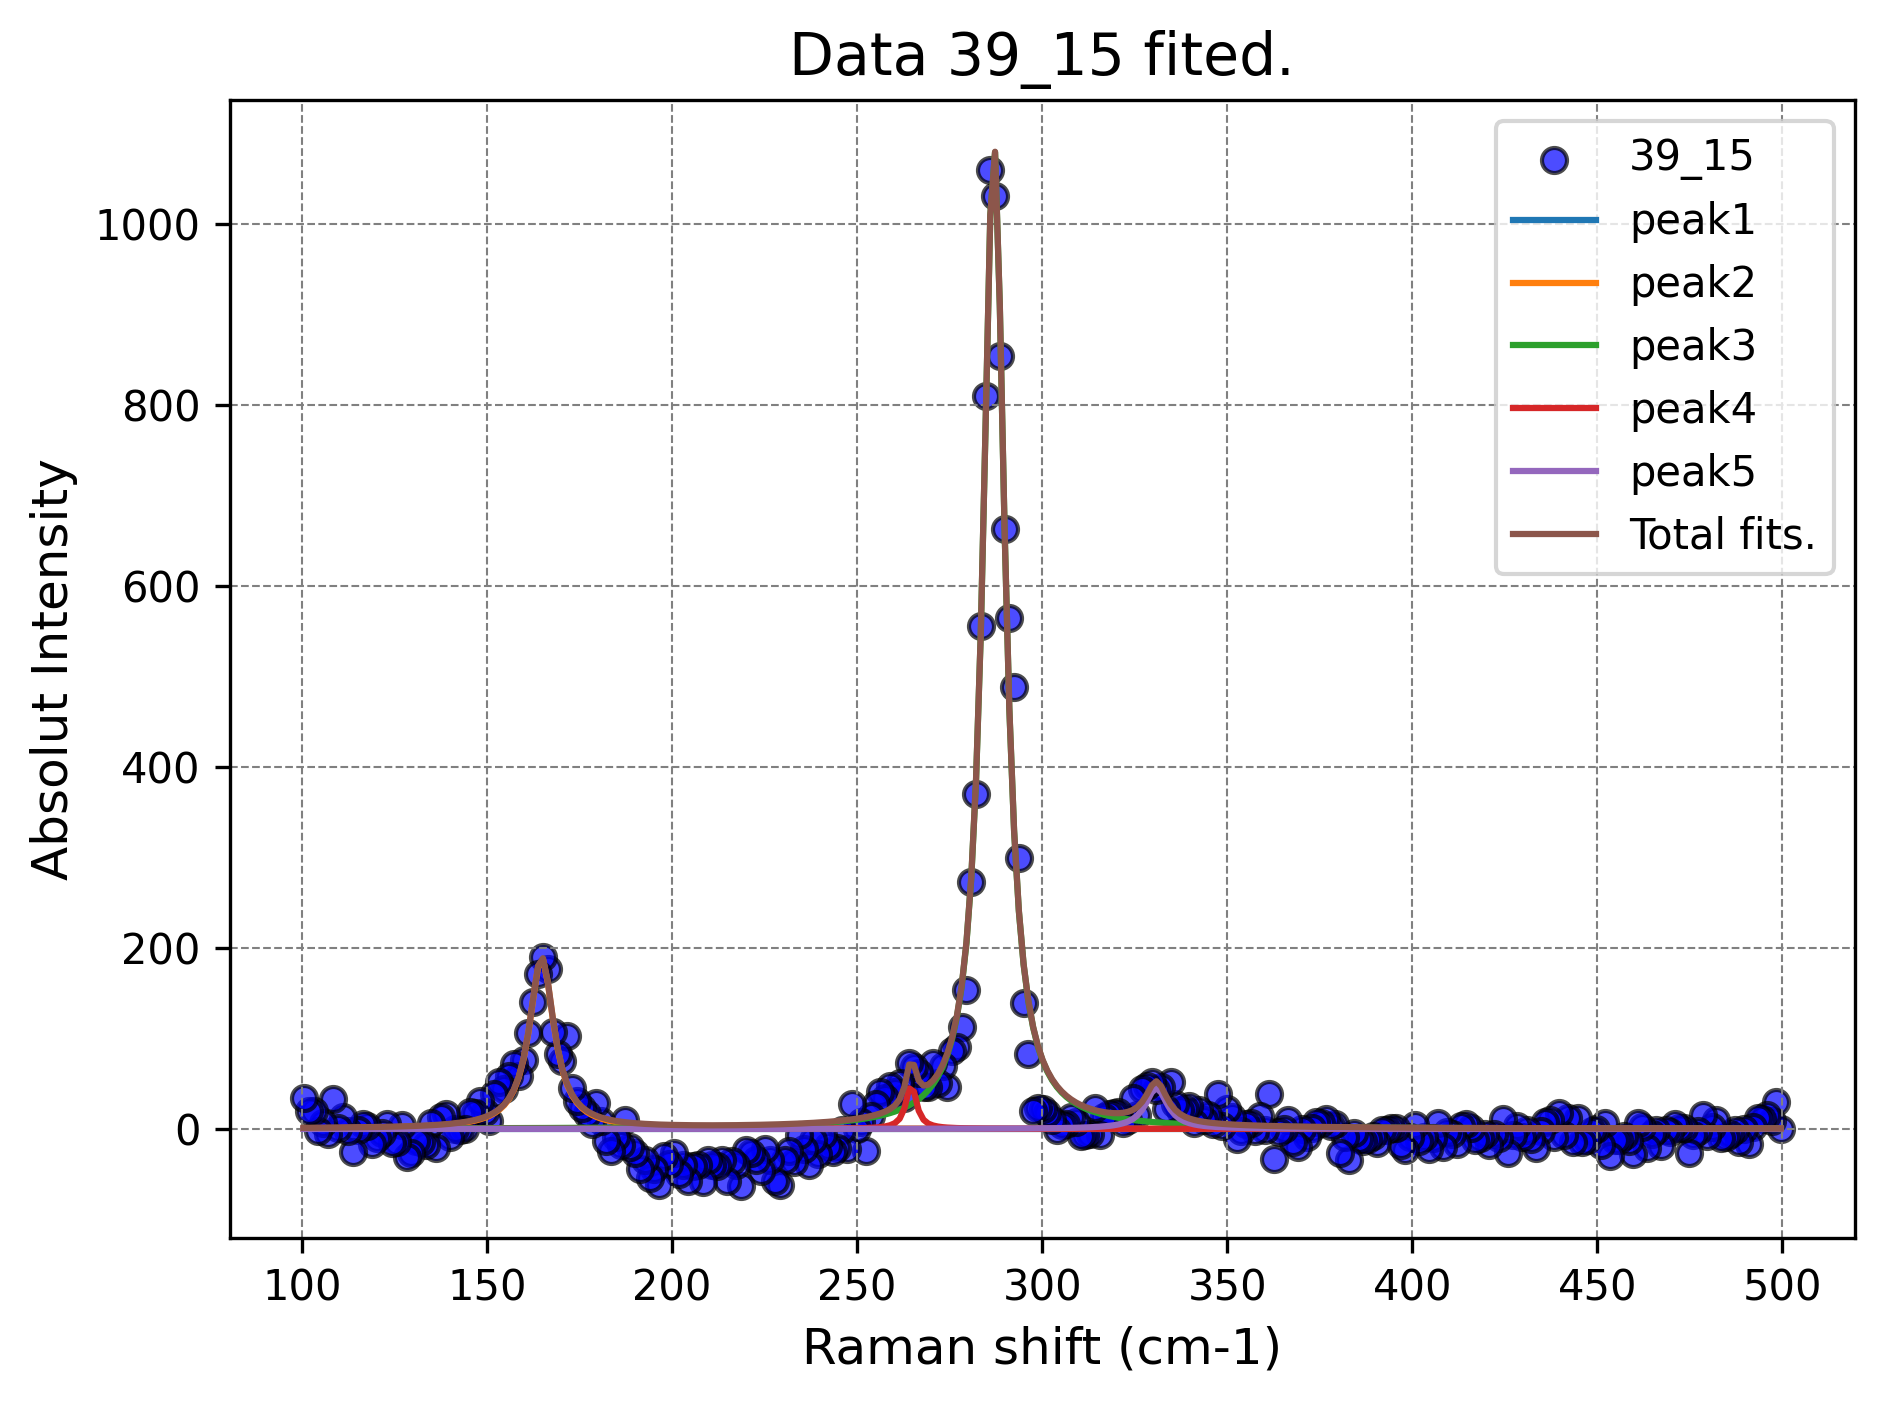 Data 39_15 fited.
Absolut Intensity
1000
800
600
400
200
0
39_15
peak1
peak2
peak3
peak4
peak5
Total fits.
100 150 200 250 300 350 400 450 500
Raman shift (cm-1)